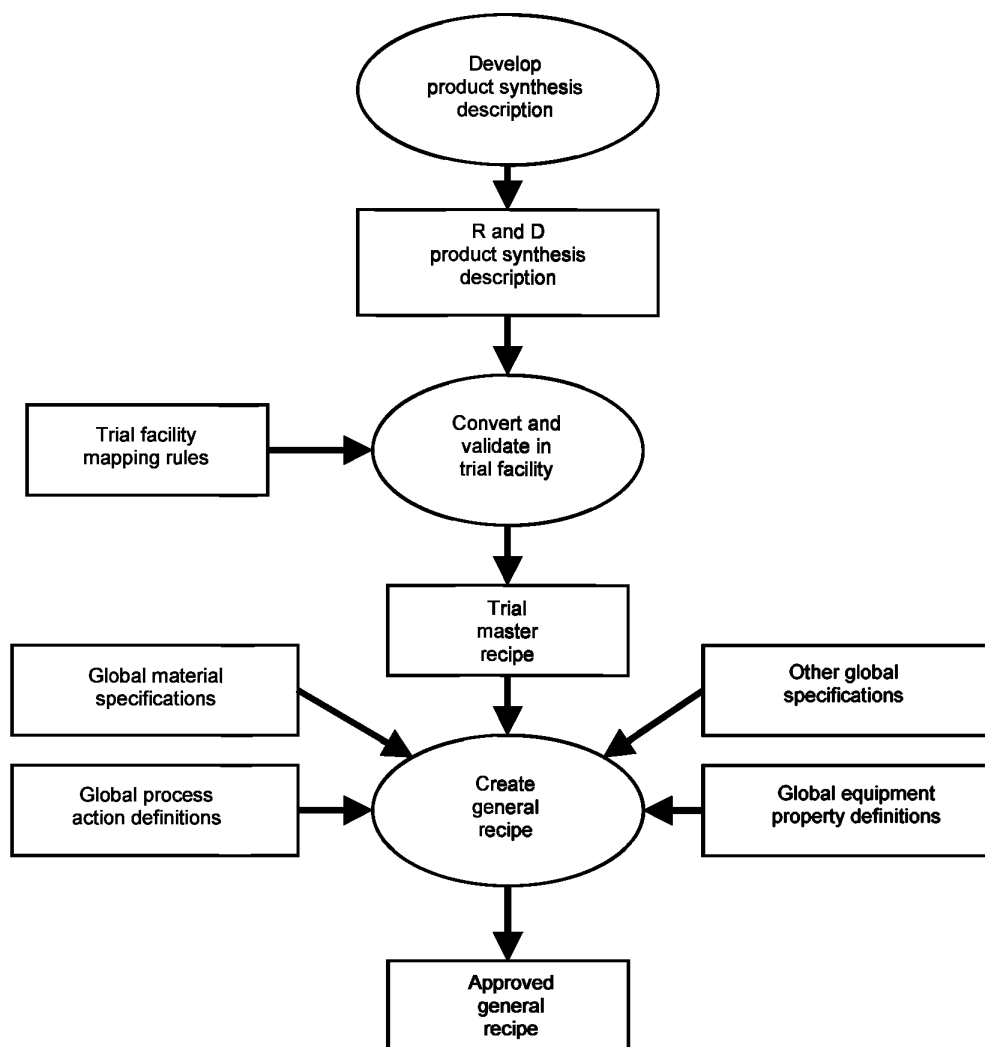 Develop
product synthesis
description
R and D
product synthesis
description
Trial facility
mapping rules
Convert and
validate in
trial facility
Trial
master
recipe
Global material
specifications
Other global
specifications
Global process
action definitions
Create
general
recipe
Global equipment
property definitions
Approved
general
recipe